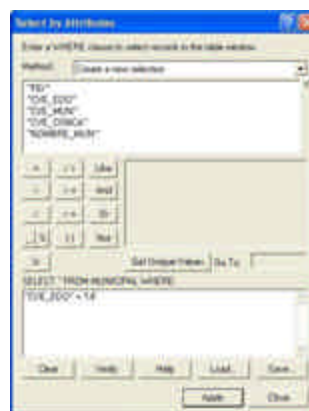 Select by Attributes
Enter a WHERE clause to select records in the table window.
Method: Create a new selection
"FID"
"CVE_EDO"
"CVE_MUN"
"CVE_CONCA"
"NOMBRE_MUN"
= <> Like
> >= And
< <= Or
_ % () Not
Is
Get Unique Values Go To:
SELECT * FROM MUNICIPAL WHERE:
"CVE_EDO" =
Clear Verify Help Load... Save...
Apply Close